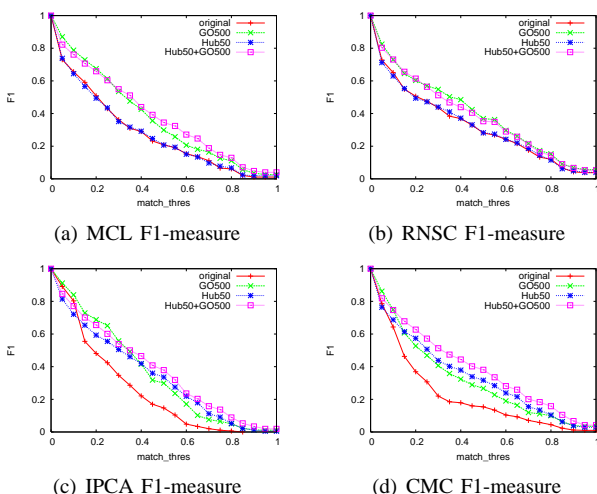 original
GO500
Hub50
Hub50+GO500
F1
1
0.8
0.6
0.4
0.2
0
0 0.2 0.4 0.6 0.8 1
match_thres
(a) MCL F1-measure
original
GO500
Hub50
Hub50+GO500
F1
1
0.8
0.6
0.4
0.2
0
0 0.2 0.4 0.6 0.8 1
match_thres
(b) RNSC F1-measure
original
GO500
Hub50
Hub50+GO500
F1
1
0.8
0.6
0.4
0.2
0
0 0.2 0.4 0.6 0.8 1
match_thres
(c) IPCA F1-measure
original
GO500
Hub50
Hub50+GO500
F1
1
0.8
0.6
0.4
0.2
0
0 0.2 0.4 0.6 0.8 1
match_thres
(d) CMC F1-measure